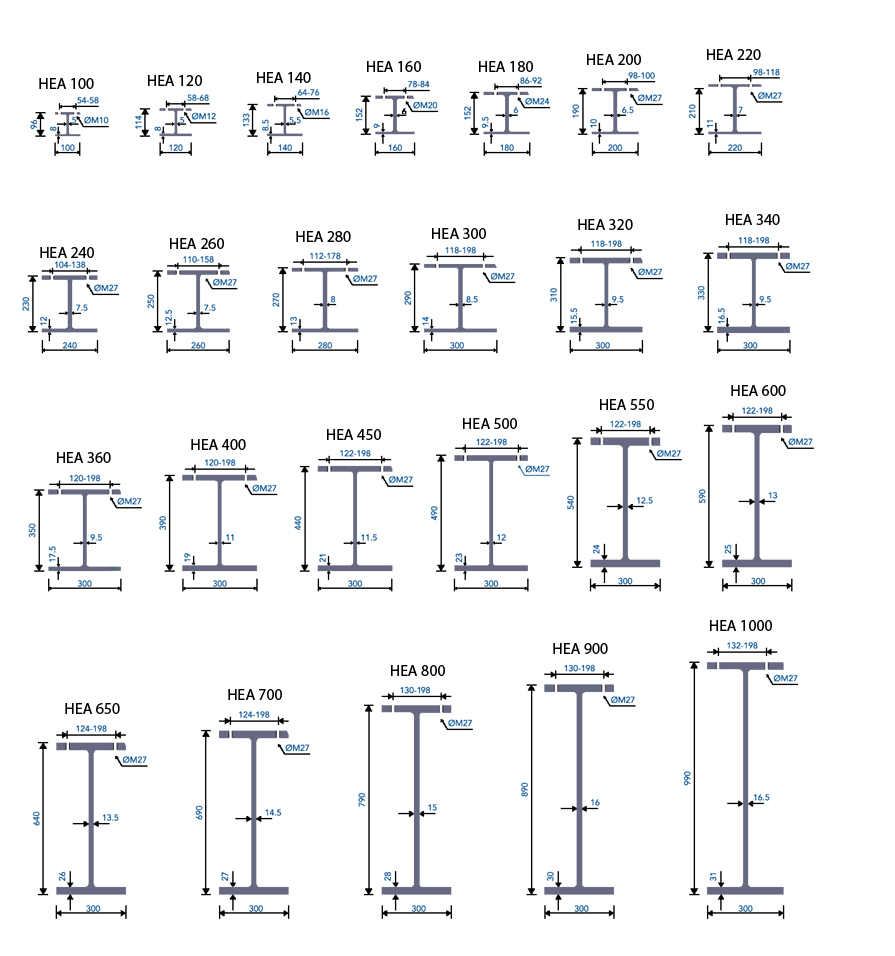 HEA 100
54-58
ØM10
96
8
5
100
HEA 120
58-68
ØM12
114
8
5
120
HEA 140
64-76
ØM16
133
8.5
5.5
140
HEA 160
78-84
ØM20
152
9
6
160
HEA 180
86-92
ØM24
152
9.5
6
180
HEA 200
98-100
ØM27
190
10
6.5
200
HEA 220
98-118
ØM27
210
11
7
220
HEA 240
104-138
ØM27
230
12
7.5
240
HEA 260
110-158
ØM27
250
12.5
7.5
260
HEA 280
112-178
ØM27
270
13
8
280
HEA 300
118-198
ØM27
290
14
8.5
300
HEA 320
118-198
ØM27
310
15.5
9.5
300
HEA 340
118-198
ØM27
330
16.5
9.5
300
HEA 360
120-198
ØM27
350
17.5
9.5
300
HEA 400
120-198
ØM27
390
19
11
300
HEA 450
122-198
ØM27
440
21
11.5
300
HEA 500
122-198
ØM27
490
23
12
300
HEA 550
122-198
ØM27
540
24
12.5
300
HEA 600
122-198
ØM27
590
25
13
300
HEA 650
124-198
ØM27
640
26
13.5
300
HEA 700
124-198
ØM27
690
27
14.5
300
HEA 800
130-198
ØM27
790
28
15
300
HEA 900
130-198
ØM27
890
30
16
300
HEA 1000
132-198
ØM27
990
31
16.5
300